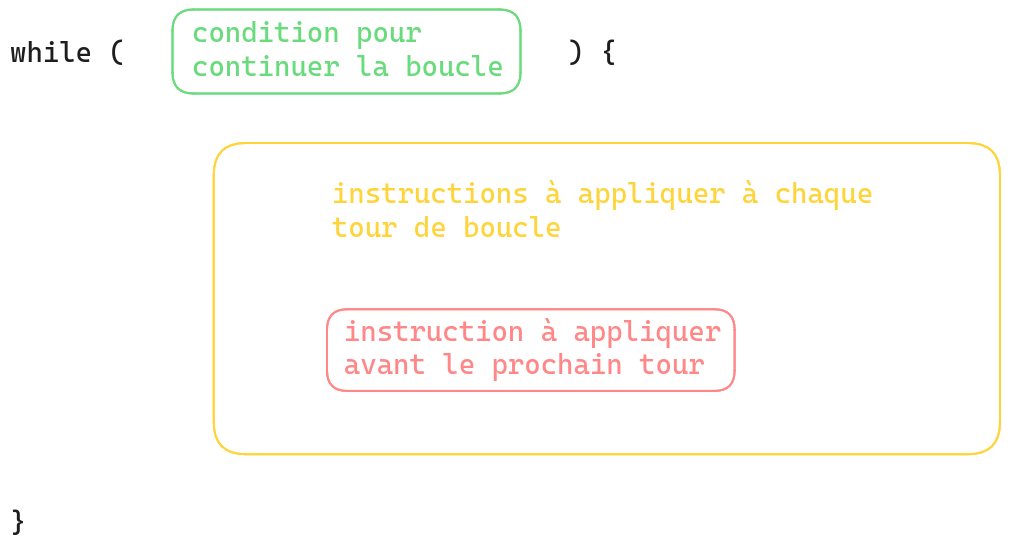 while (
condition pour
continuer la boucle
) {
instructions à appliquer à chaque
tour de boucle
instruction à appliquer
avant le prochain tour
}